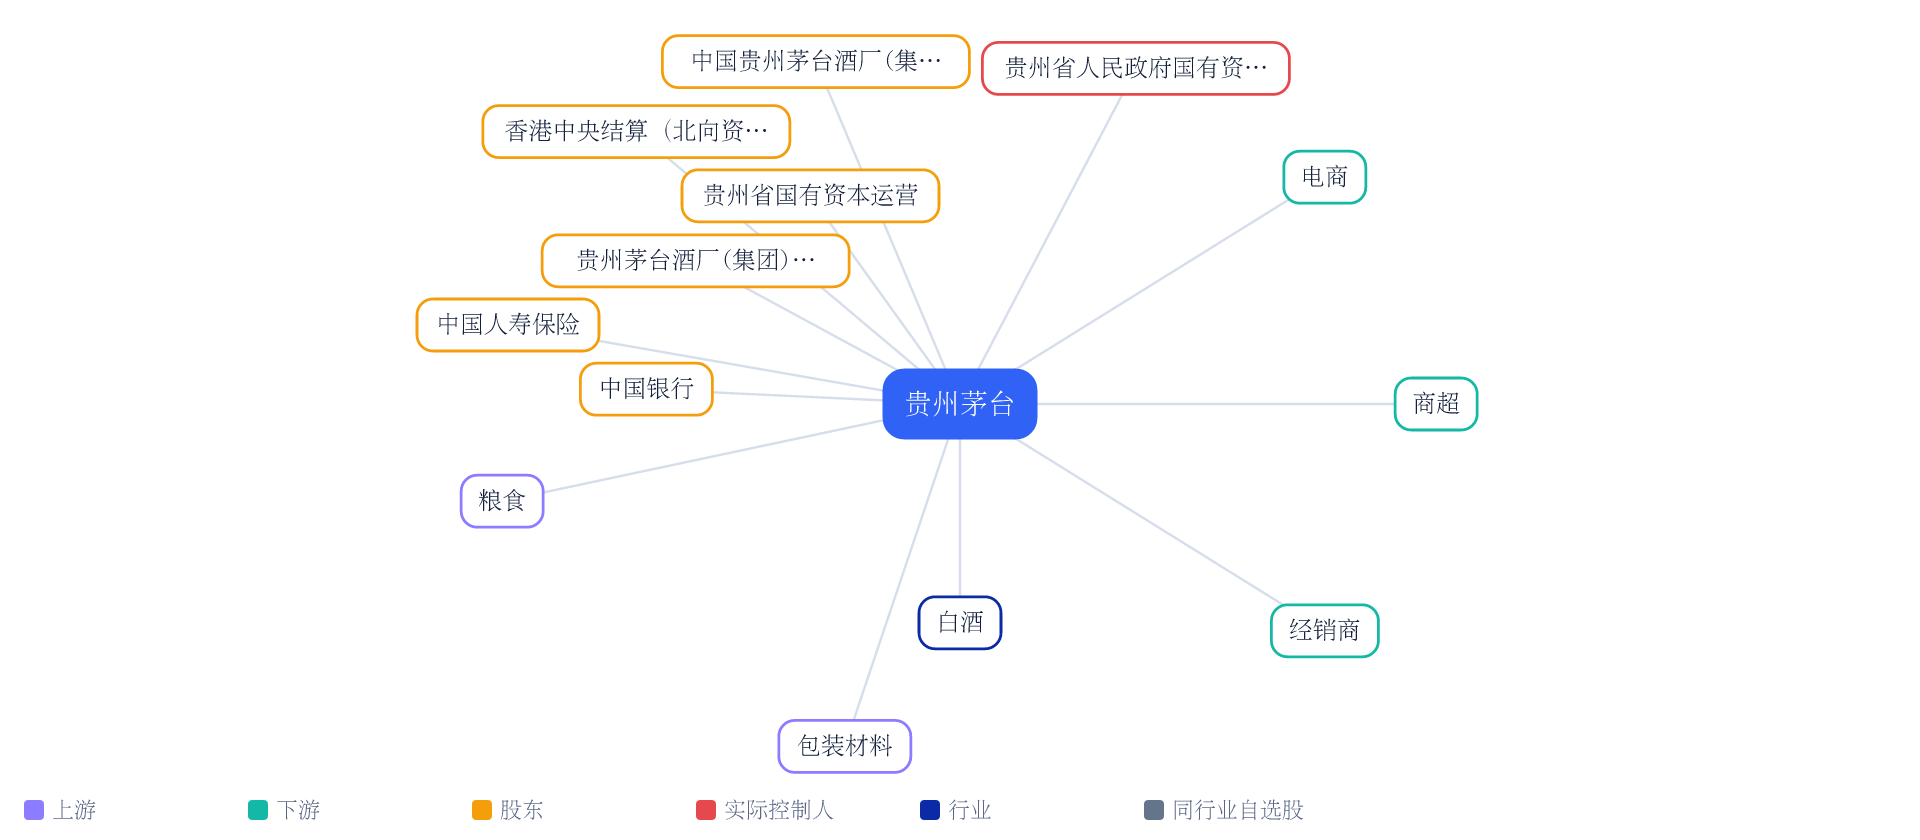 中国贵州茅台酒厂(集…
贵州省人民政府国有资…
香港中央结算（北向资…
电商
贵州省国有资本运营
贵州茅台酒厂(集团)…
中国人寿保险
中国银行
贵州茅台
商超
粮食
白酒
经销商
包装材料
上游
下游
股东
实际控制人
行业
同行业自选股